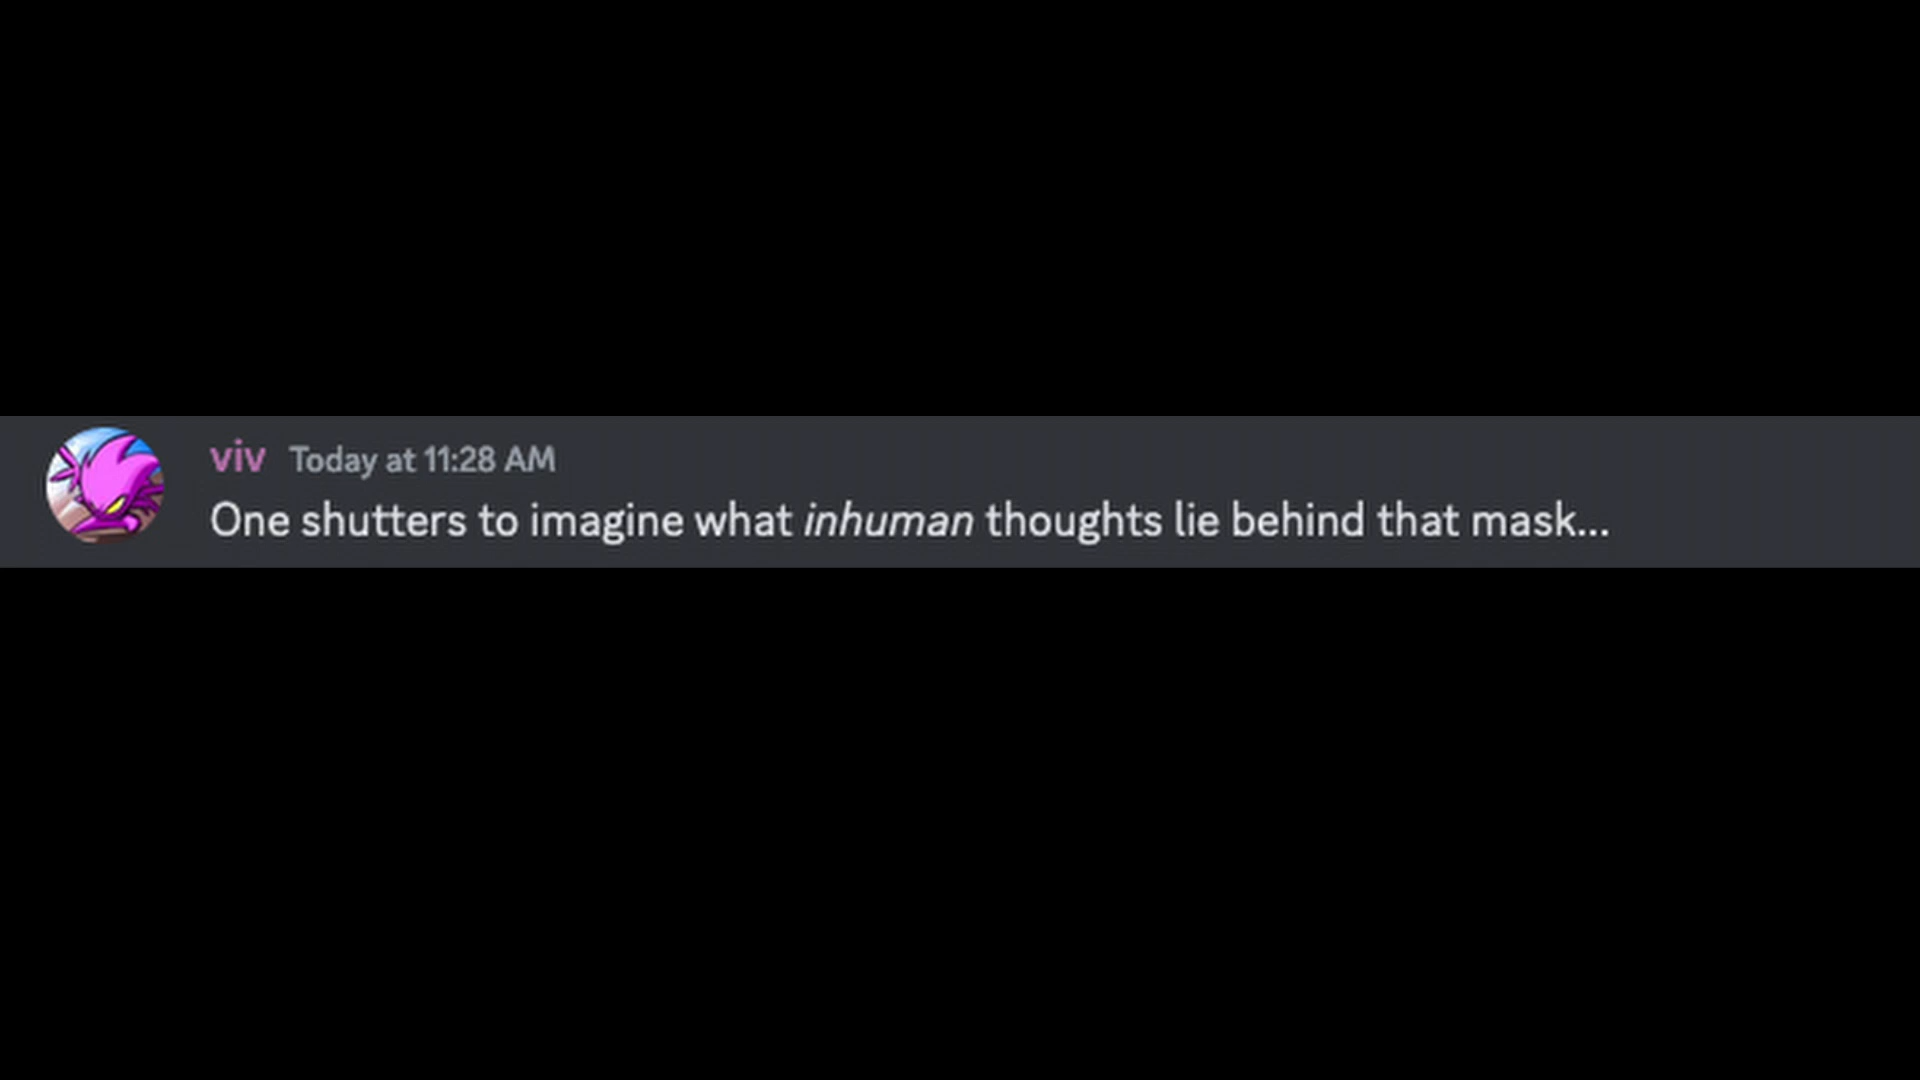 viv Today at 11:28 AM
One shutters to imagine what inhuman thoughts lie behind that mask...